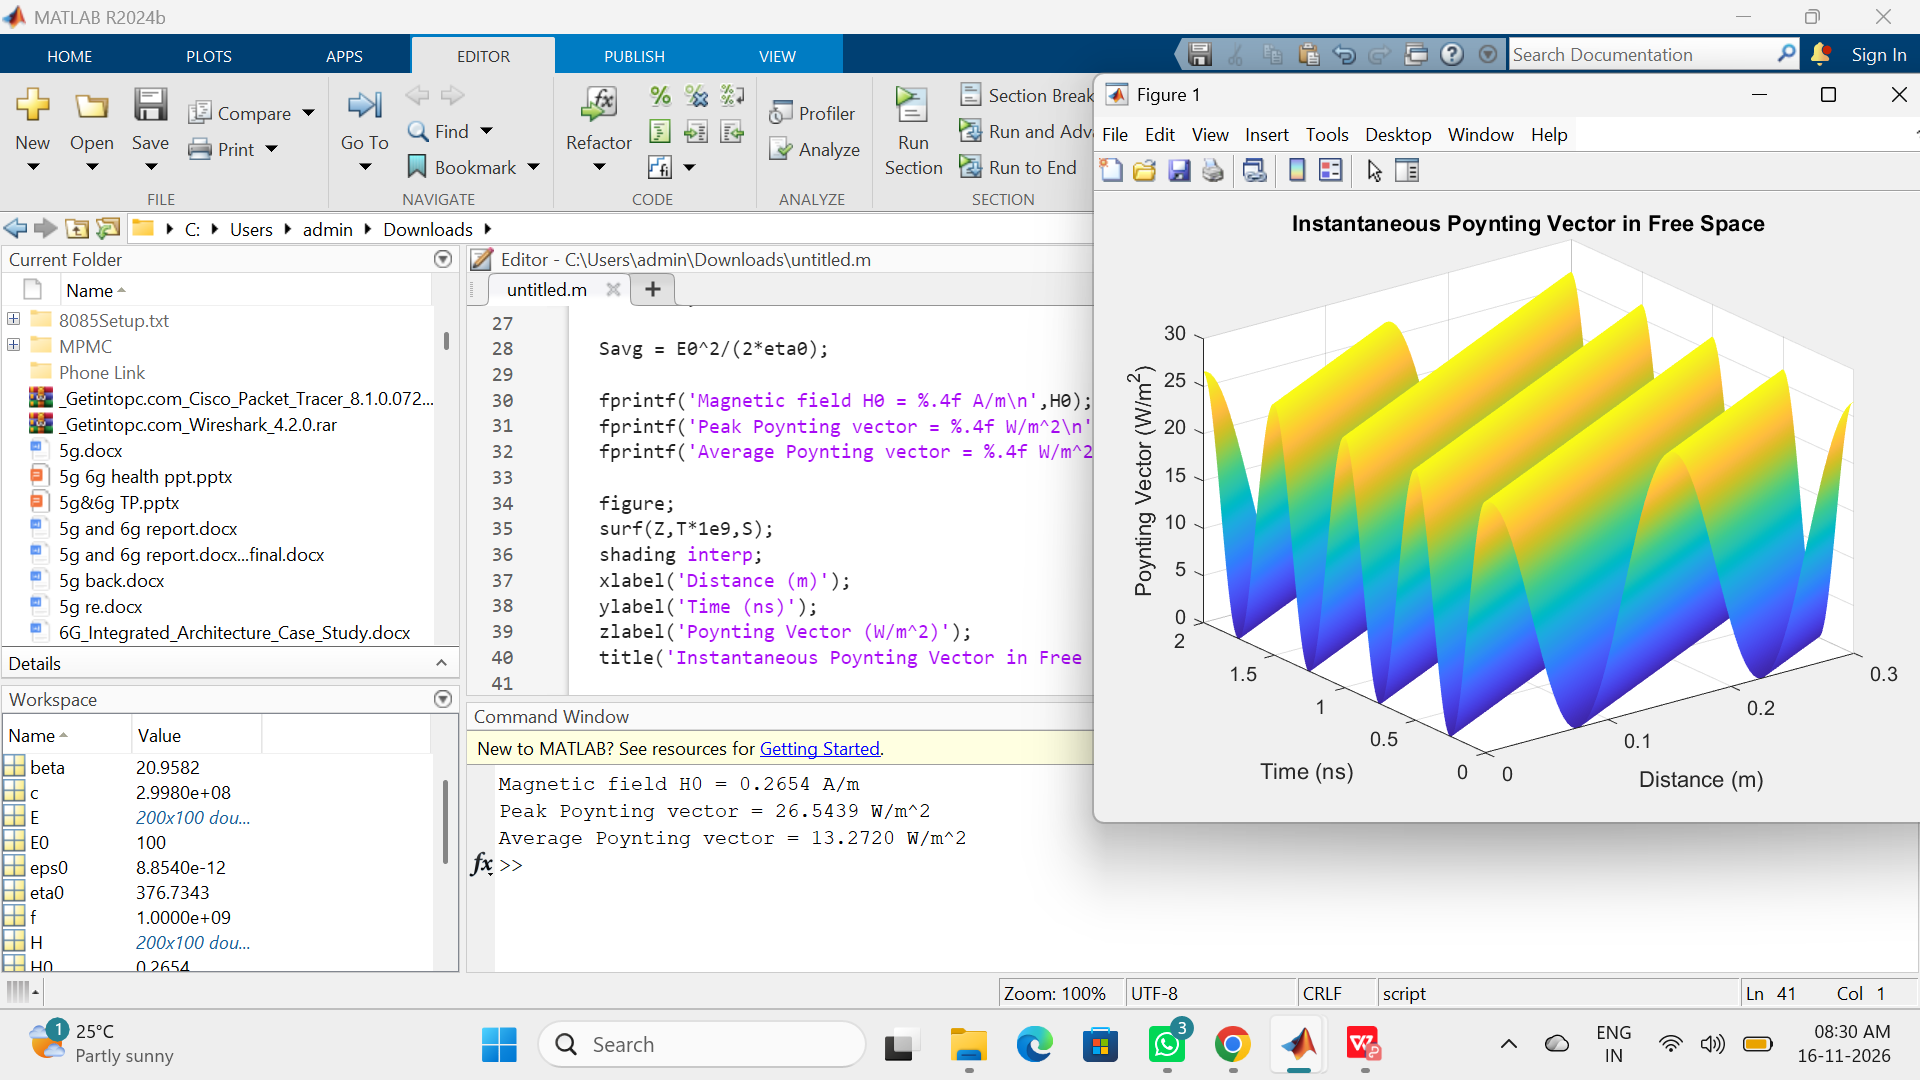 MATLAB R2024b
HOME PLOTS APPS EDITOR PUBLISH VIEW
Search Documentation
Sign In
New Open Save Compare Print
FILE
Go To Find Bookmark
NAVIGATE
Refactor
CODE
Profiler
Analyze
ANALYZE
Run Section
Section Break
Run and Adv
Run to End
SECTION
C: Users admin Downloads
Current Folder
Name
8085Setup.txt
MPMC
Phone Link
_Getintopc.com_Cisco_Packet_Tracer_8.1.0.072...
_Getintopc.com_Wireshark_4.2.0.rar
5g.docx
5g 6g health ppt.pptx
5g&6g TP.pptx
5g and 6g report.docx
5g and 6g report.docx...final.docx
5g back.docx
5g re.docx
6G_Integrated_Architecture_Case_Study.docx
Details
Workspace
Name Value
beta 20.9582
c 2.9980e+08
E 200x100 dou...
E0 100
eps0 8.8540e-12
eta0 376.7343
f 1.0000e+09
H 200x100 dou...
H0 0.2654
Editor - C:\Users\admin\Downloads\untitled.m
untitled.m
27
28 Savg = E0^2/(2*eta0);
29
30 fprintf('Magnetic field H0 = %.4f A/m\n',H0);
31 fprintf('Peak Poynting vector = %.4f W/m^2\n'
32 fprintf('Average Poynting vector = %.4f W/m^2
33
34 figure;
35 surf(Z,T*1e9,S);
36 shading interp;
37 xlabel('Distance (m)');
38 ylabel('Time (ns)');
39 zlabel('Poynting Vector (W/m^2)');
40 title('Instantaneous Poynting Vector in Free
41
Command Window
New to MATLAB? See resources for Getting Started.
Magnetic field H0 = 0.2654 A/m
Peak Poynting vector = 26.5439 W/m^2
Average Poynting vector = 13.2720 W/m^2
fx >>
Figure 1
File Edit View Insert Tools Desktop Window Help
Instantaneous Poynting Vector in Free Space
Poynting Vector (W/m²)
30
25
20
15
10
5
0
2
1.5
1
0.5
0
Time (ns)
0
0.1
0.2
0.3
Distance (m)
Zoom: 100% UTF-8 CRLF script Ln 41 Col 1
1
25°C
Partly sunny
Search
3
ENG
IN
08:30 AM
16-11-2026